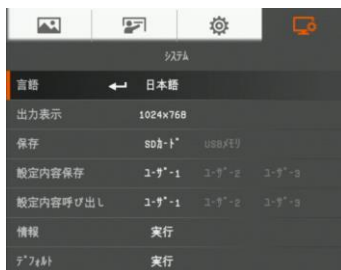 システム
言語 日本語
出力表示 1024x768
保存 SDカード USBメモリ
設定内容保存 ユーザー1 ユーザー2 ユーザー3
設定内容呼び出し ユーザー1 ユーザー2 ユーザー3
情報 実行
デフォルト 実行